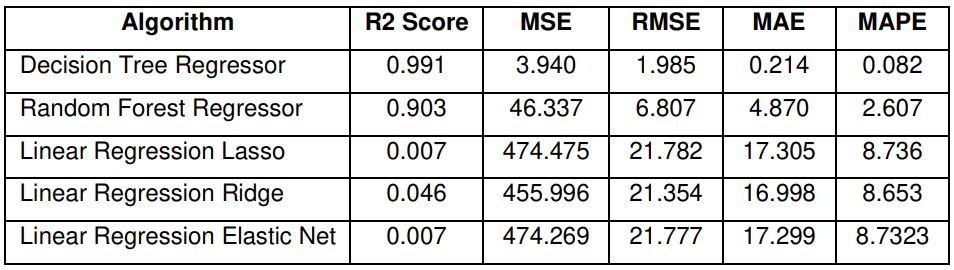 Algorithm R2 Score MSE RMSE MAE MAPE
Decision Tree Regressor 0.991 3.940 1.985 0.214 0.082
Random Forest Regressor 0.903 46.337 6.807 4.870 2.607
Linear Regression Lasso 0.007 474.475 21.782 17.305 8.736
Linear Regression Ridge 0.046 455.996 21.354 16.998 8.653
Linear Regression Elastic Net 0.007 474.269 21.777 17.299 8.7323